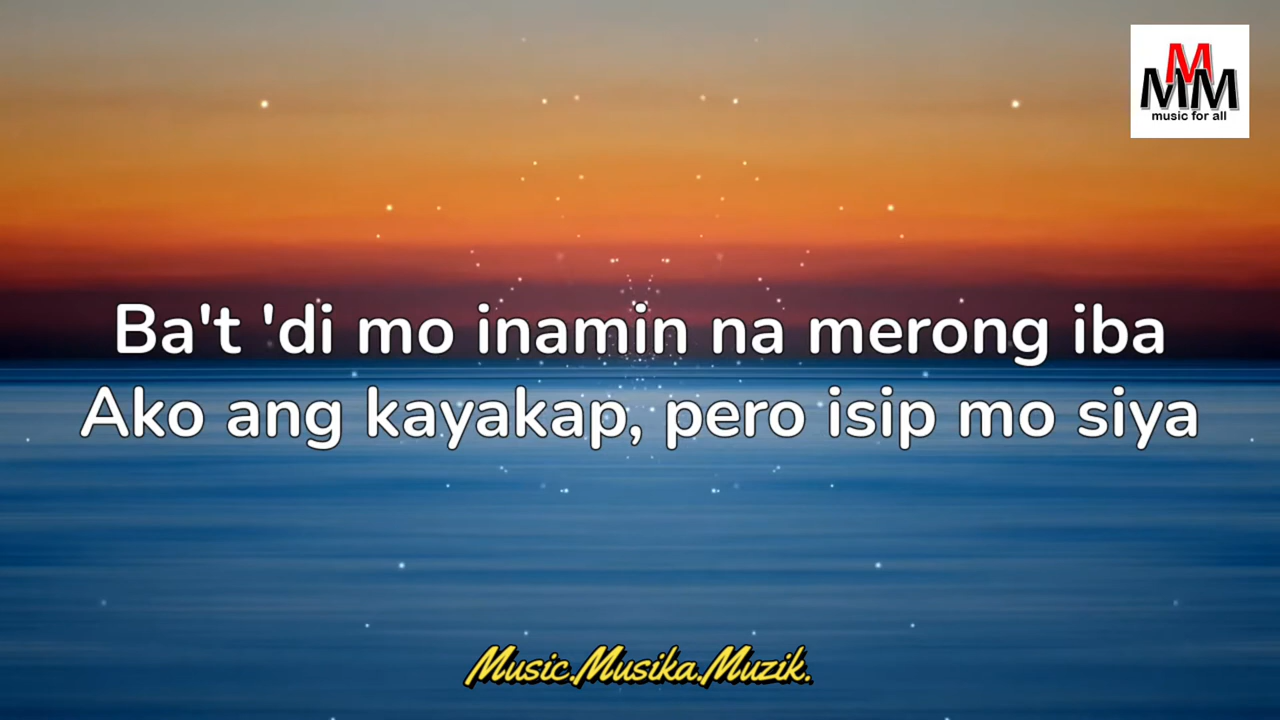 M
MMM
music for all
Ba't 'di mo inamin na merong iba
Ako ang kayakap, pero isip mo siya
Music.Musika.Muzik.